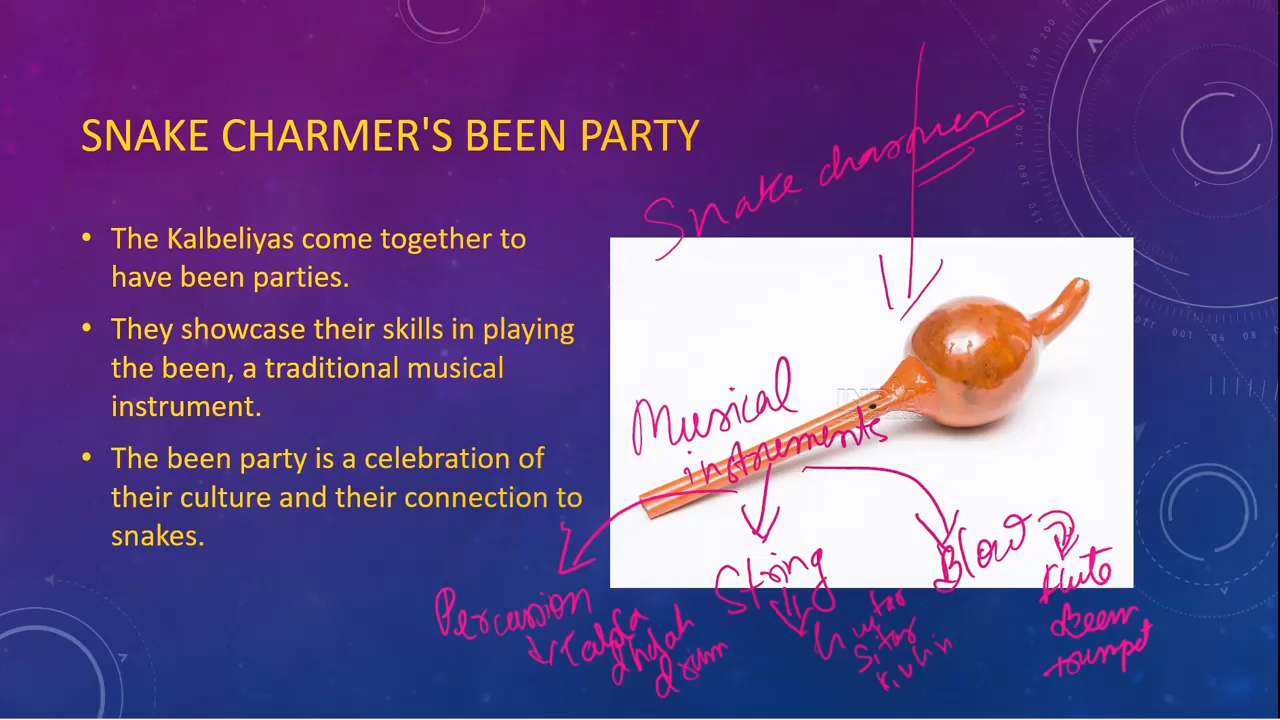 SNAKE CHARMER'S BEEN PARTY
• The Kalbeliyas come together to
have been parties.
• They showcase their skills in playing
the been, a traditional musical
instrument.
• The been party is a celebration of
their culture and their connection to
snakes.
Snake charmer
Musical
instruments
Percussion
Tabla
dholak
drum
String
Sitar
Blow
flute
Been
trumpet